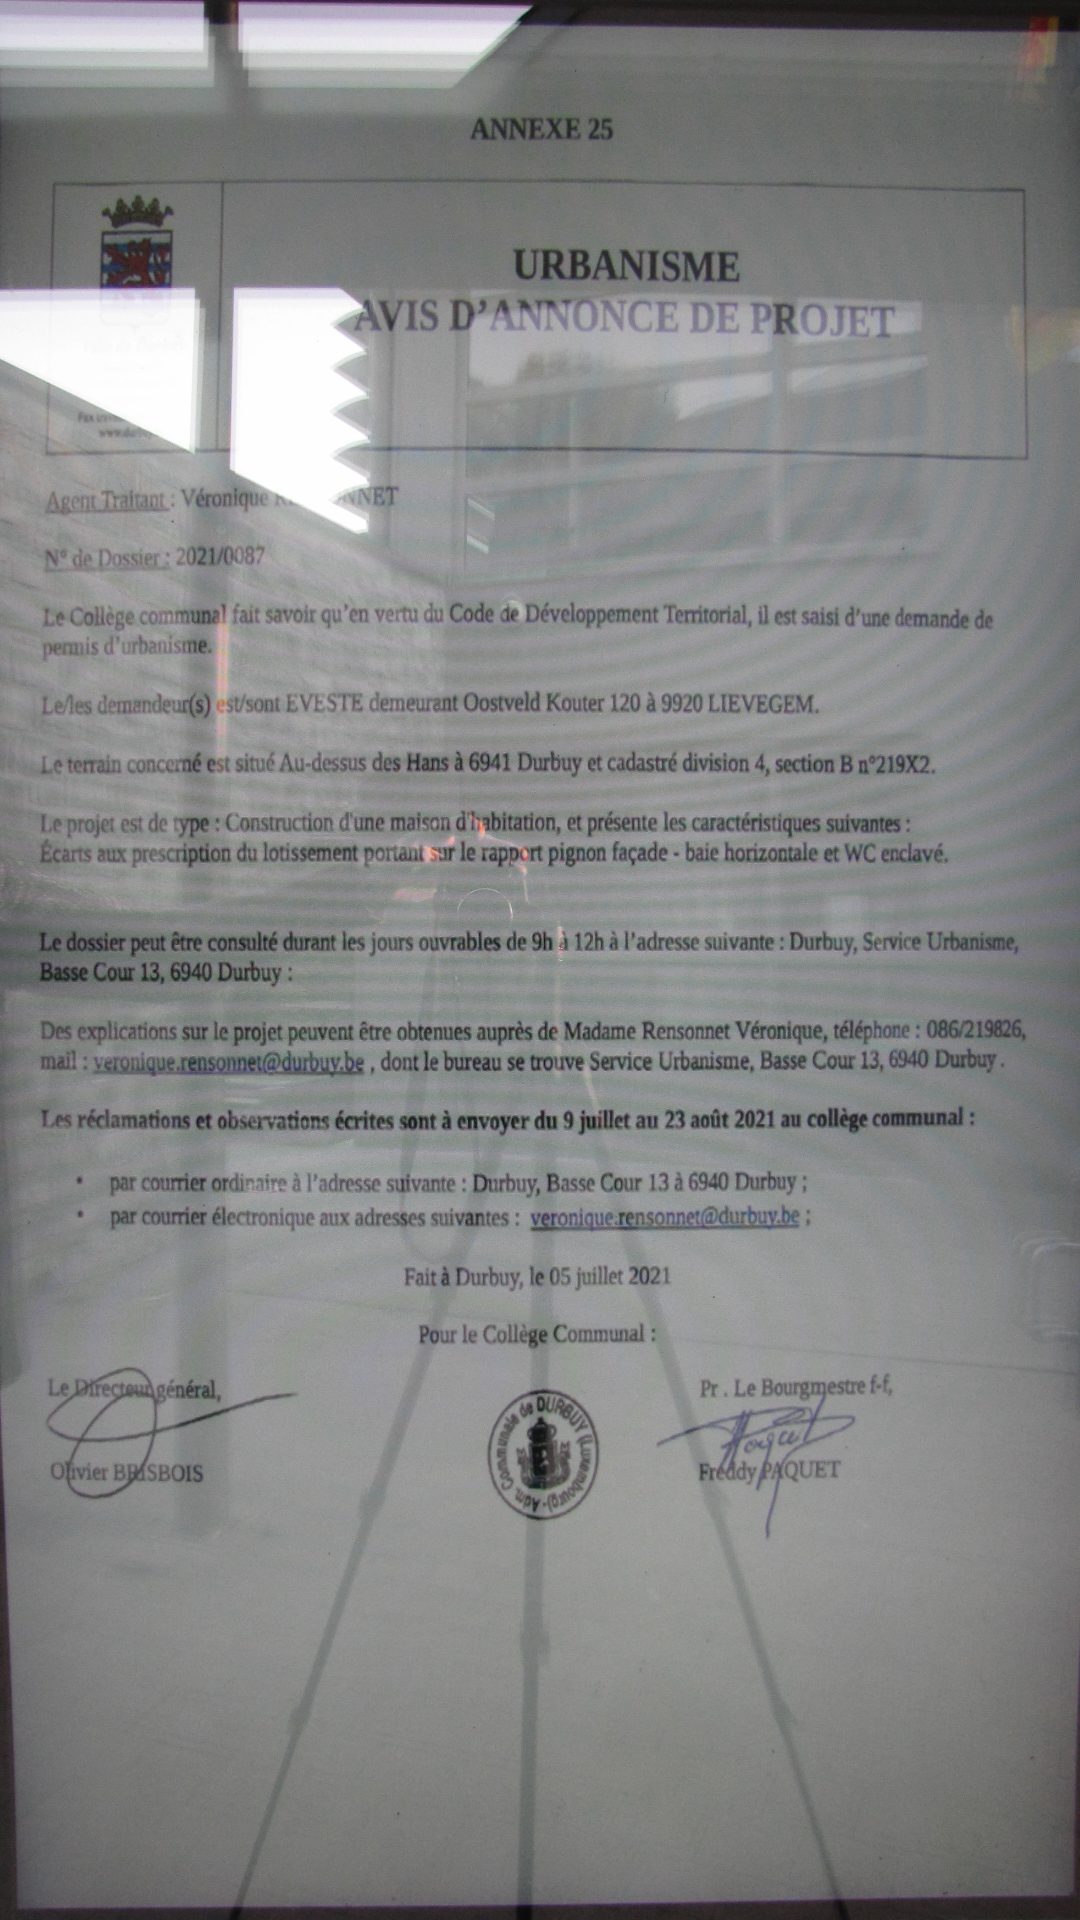 ANNEXE 25
URBANISME
AVIS D'ANNONCE DE PROJET
Fax
www.durbuy
Agent Traitant : Véronique NNET
N° de Dossier : 2021/0087
Le Collège communal fait savoir qu'en vertu du Code de Développement Territorial, il est saisi d'une demande de
permis d'urbanisme.
Le/les demandeur(s) est/sont EVESTE demeurant Oostveld Kouter 120 à 9920 LIEVEGEM.
Le terrain concerné est situé Au-dessus des Hans à 6941 Durbuy et cadastré division 4, section B n°219X2.
Le projet est de type : Construction d'une maison d'habitation, et présente les caractéristiques suivantes :
Écarts aux prescription du lotissement portant sur le rapport pignon façade - baie horizontale et WC enclavé.
Le dossier peut être consulté durant les jours ouvrables de 9h à 12h à l'adresse suivante : Durbuy, Service Urbanisme,
Basse Cour 13, 6940 Durbuy :
Des explications sur le projet peuvent être obtenues auprès de Madame Rensonnet Véronique, téléphone : 086/219826,
mail : veronique.rensonnet@durbuy.be , dont le bureau se trouve Service Urbanisme, Basse Cour 13, 6940 Durbuy .
Les réclamations et observations écrites sont à envoyer du 9 juillet au 23 août 2021 au collège communal :
• par courrier ordinaire à l'adresse suivante : Durbuy, Basse Cour 13 à 6940 Durbuy ;
• par courrier électronique aux adresses suivantes : veronique.rensonnet@durbuy.be ;
Fait à Durbuy, le 05 juillet 2021
Pour le Collège Communal :
Le Directeur général,
Pr . Le Bourgmestre f-f,
Adm. Communale de DURBUY (Luxembourg)
Olivier BRISBOIS
Freddy PAQUET